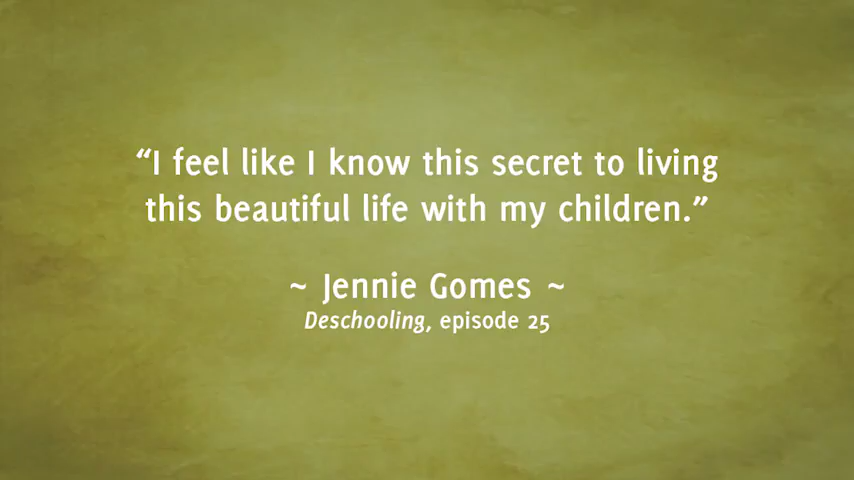 “I feel like I know this secret to living
this beautiful life with my children.”
~ Jennie Gomes ~
Deschooling, episode 25